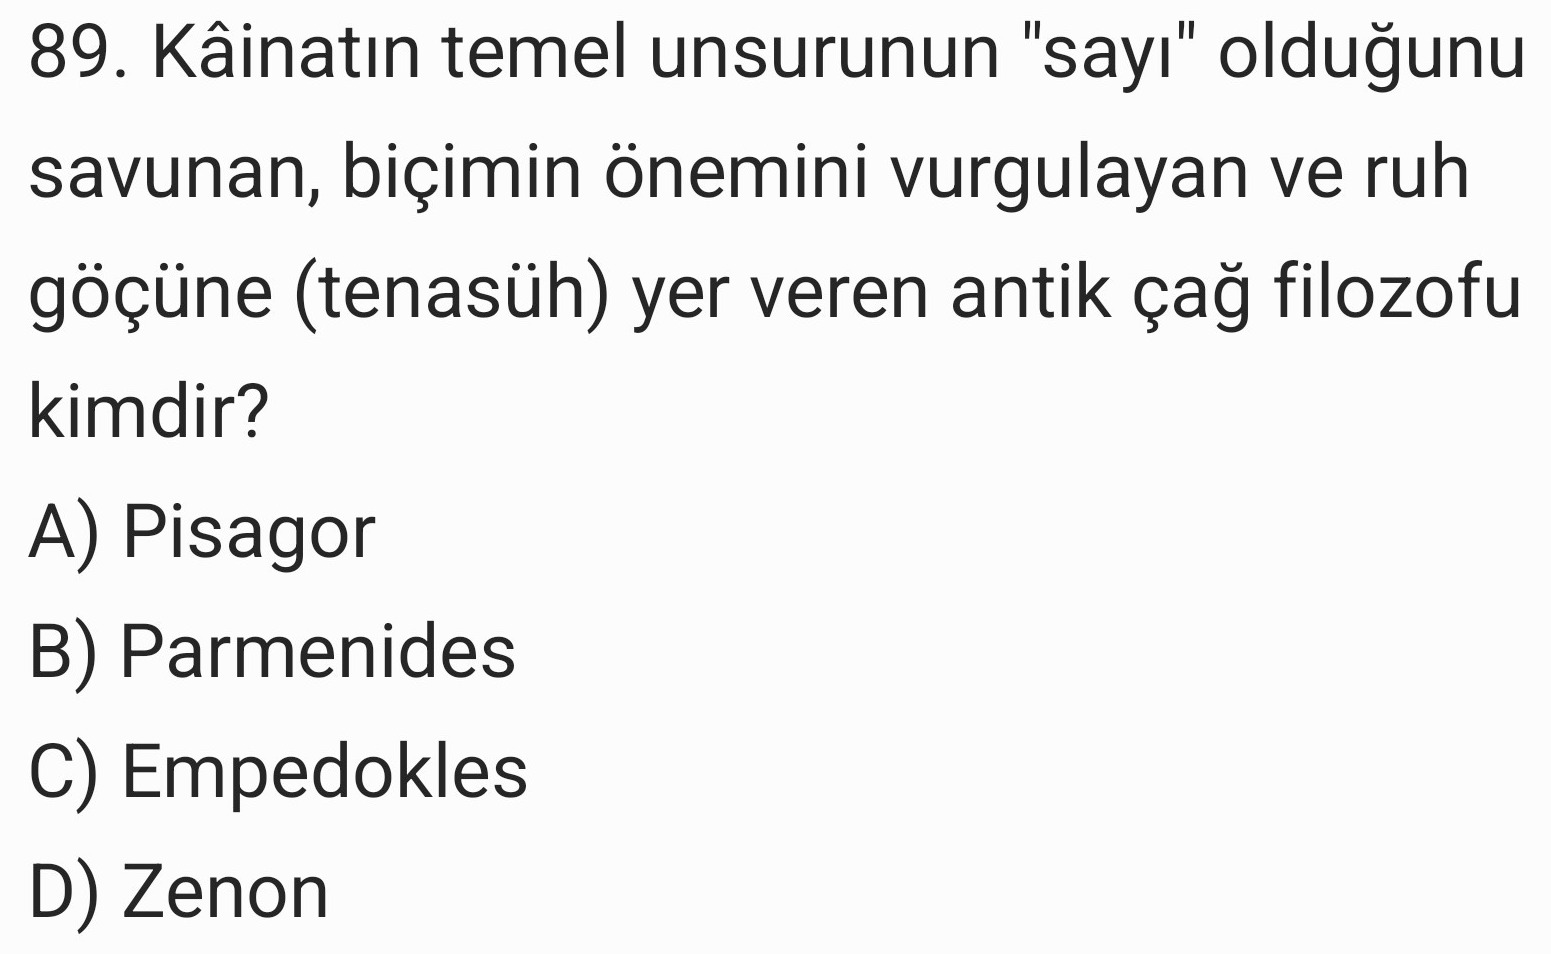 89. Kâinatın temel unsurunun "sayı" olduğunu
savunan, biçimin önemini vurgulayan ve ruh
göçüne (tenasüh) yer veren antik çağ filozofu
kimdir?
A) Pisagor
B) Parmenides
C) Empedokles
D) Zenon